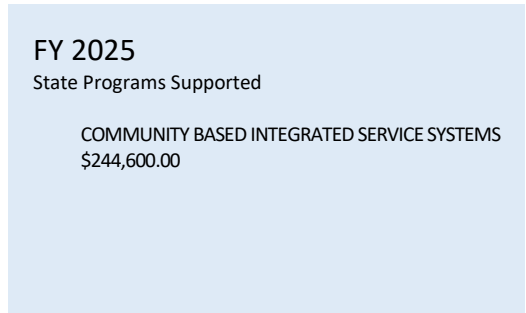 FY 2025
State Programs Supported
COMMUNITY BASED INTEGRATED SERVICE SYSTEMS
$244,600.00